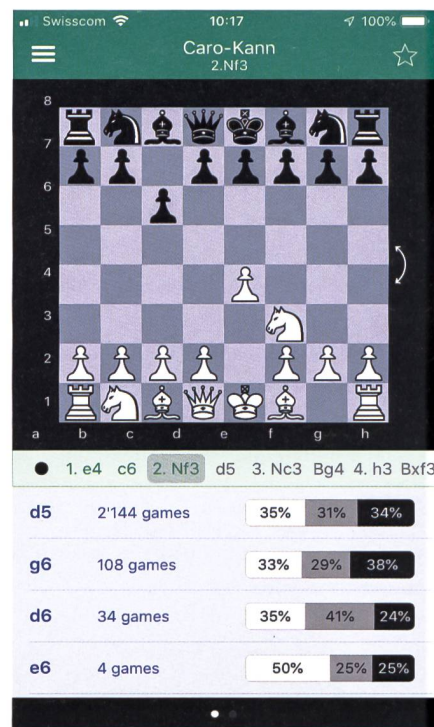 Swisscom 10:17 100%
Caro-Kann
2.Nf3
8
7
6
5
4
3
2
1
a b c d e f g h
1. e4 c6 2. Nf3 d5 3. Nc3 Bg4 4. h3 Bxf3
d5 2'144 games 35% 31% 34%
g6 108 games 33% 29% 38%
d6 34 games 35% 41% 24%
e6 4 games 50% 25% 25%